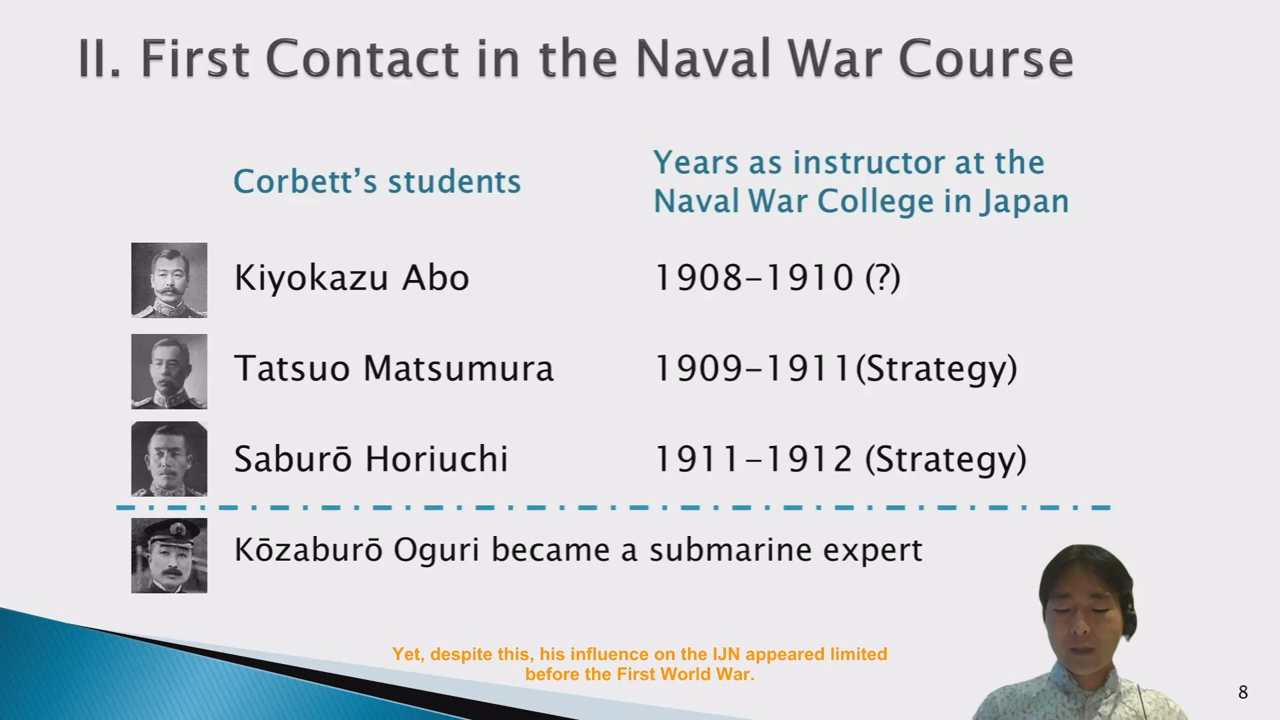 II. First Contact in the Naval War Course
Corbett’s students
Years as instructor at the
Naval War College in Japan
Kiyokazu Abo
1908–1910 (?)
Tatsuo Matsumura
1909–1911(Strategy)
Saburō Horiuchi
1911–1912 (Strategy)
Kōzaburō Oguri became a submarine expert
Yet, despite this, his influence on the IJN appeared limited
before the First World War.
8